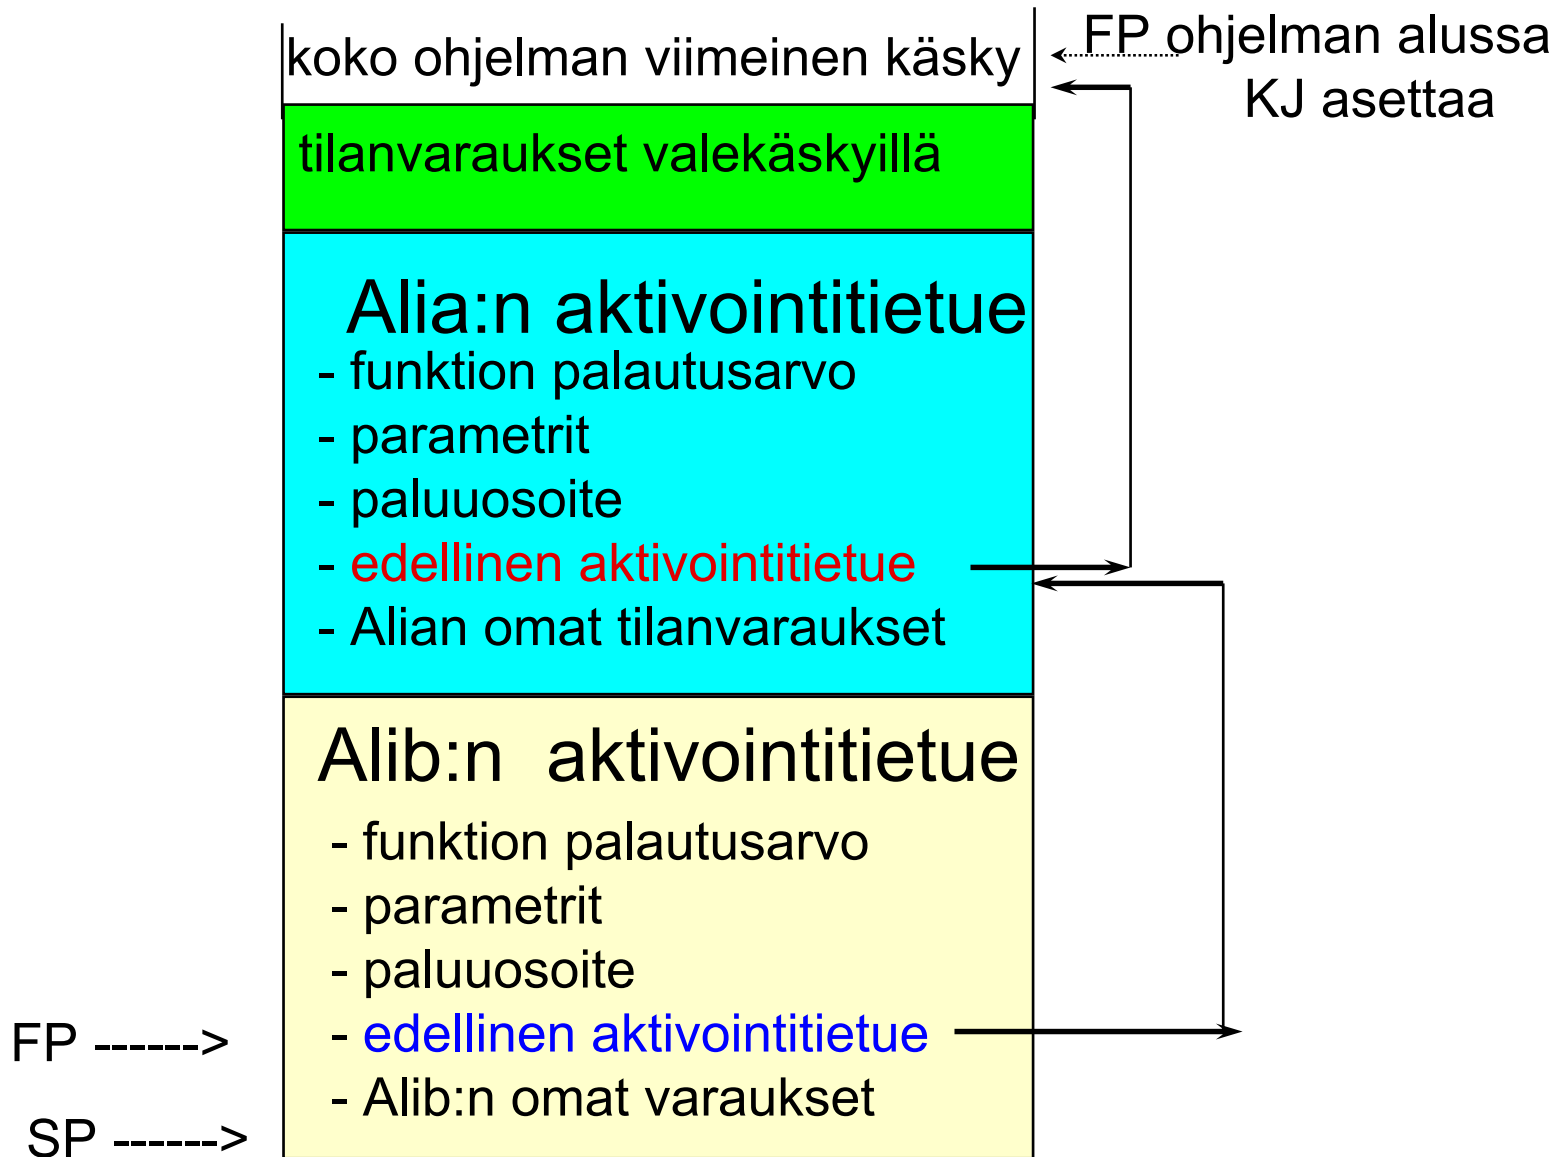 koko ohjelman viimeinen käsky
FP ohjelman alussa
KJ asettaa
tilanvaraukset valekäskyillä
Alia:n aktivointitietue
- funktion palautusarvo
- parametrit
- paluuosoite
- edellinen aktivointitietue
- Alian omat tilanvaraukset
Alib:n aktivointitietue
- funktion palautusarvo
- parametrit
- paluuosoite
FP ------>
- edellinen aktivointitietue
- Alib:n omat varaukset
SP ------>